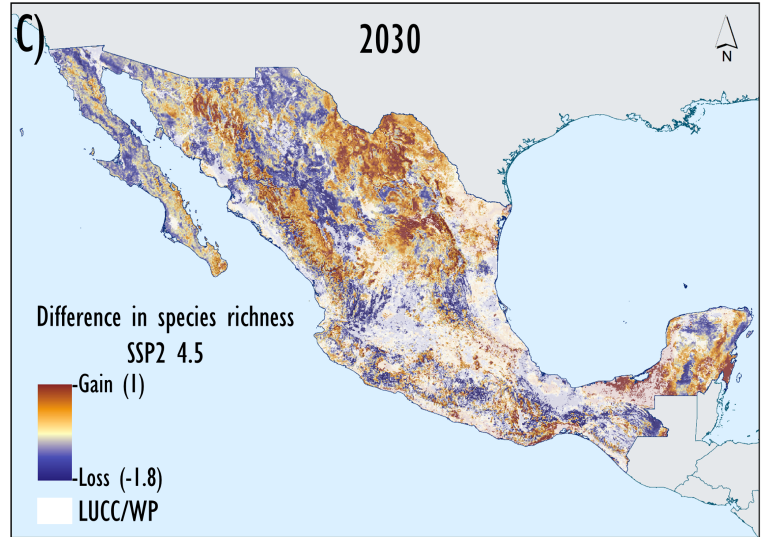 C)
2030
N
Difference in species richness
SSP2 4.5
Gain (1)
Loss (-1.8)
LUCC/WP